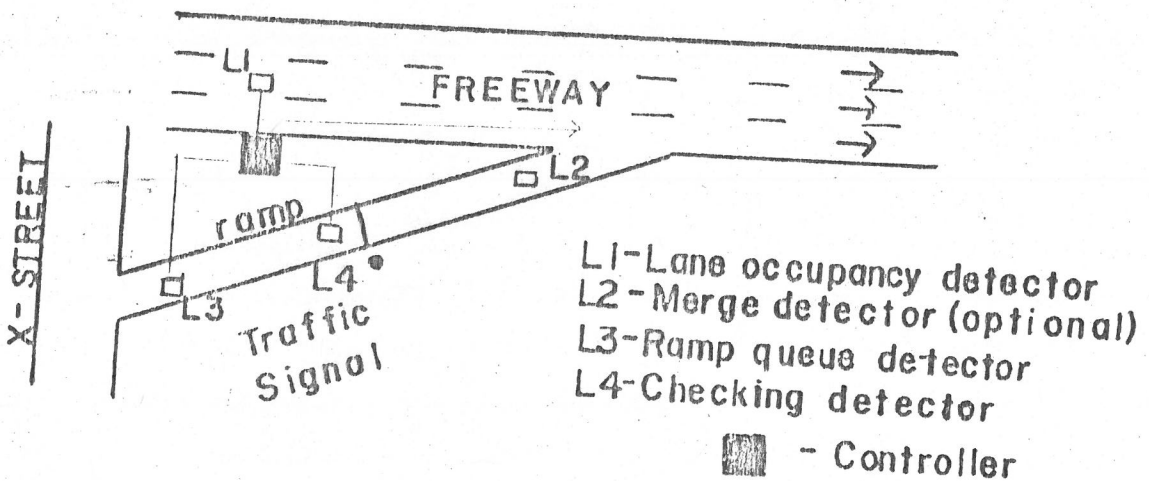 L1
FREEWAY
X-STREET
ramp
L2
L3
L4
Traffic
Signal
L1-Lane occupancy detector
L2-Merge detector (optional)
L3-Ramp queue detector
L4-Checking detector
- Controller